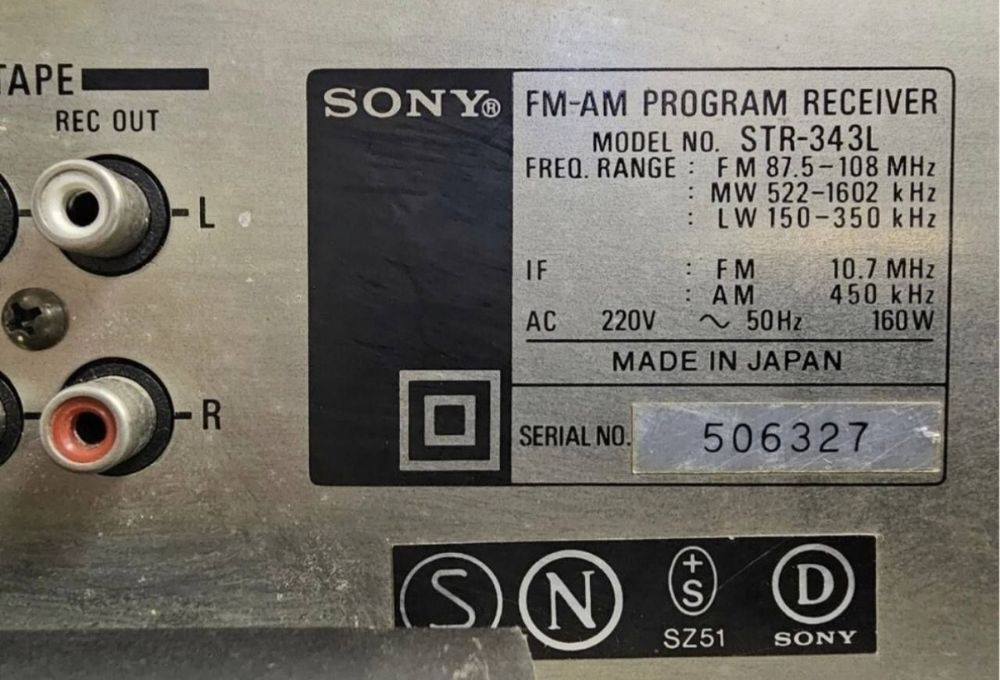 TAPE
REC OUT
L
R
SONY®
FM-AM PROGRAM RECEIVER
MODEL NO. STR-343L
FREQ. RANGE : FM 87.5-108 MHz
: MW 522-1602 kHz
: LW 150-350 kHz
IF : FM 10.7 MHz
: AM 450 kHz
AC 220V ~ 50Hz 160W
MADE IN JAPAN
SERIAL NO. 506327
S N +S D
SZ51 SONY